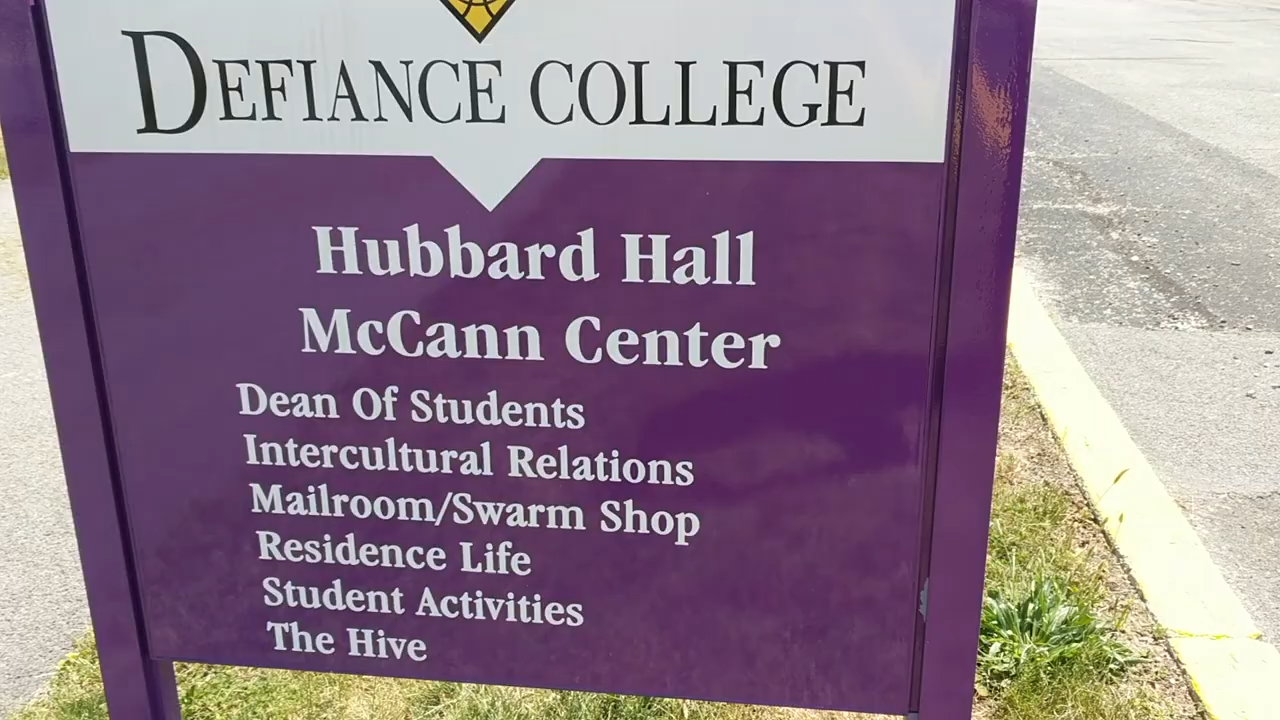 DEFIANCE COLLEGE
Hubbard Hall
McCann Center
Dean Of Students
Intercultural Relations
Mailroom/Swarm Shop
Residence Life
Student Activities
The Hive